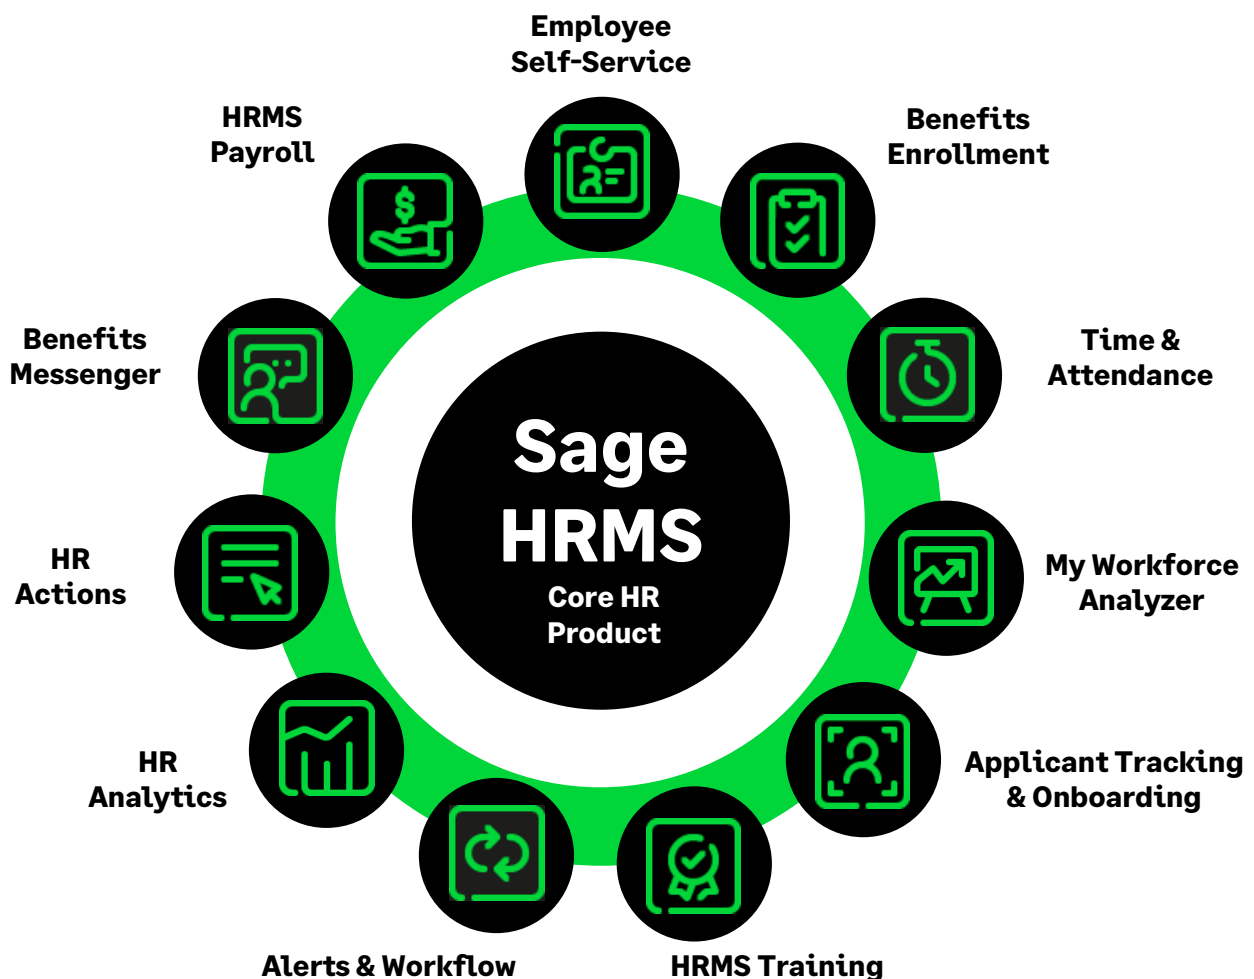 Employee
Self-Service
HRMS
Payroll
Benefits
Enrollment
Benefits
Messenger
Time &
Attendance
Sage
HRMS
Core HR
Product
HR
Actions
My Workforce
Analyzer
HR
Analytics
Applicant Tracking
& Onboarding
Alerts & Workflow
HRMS Training